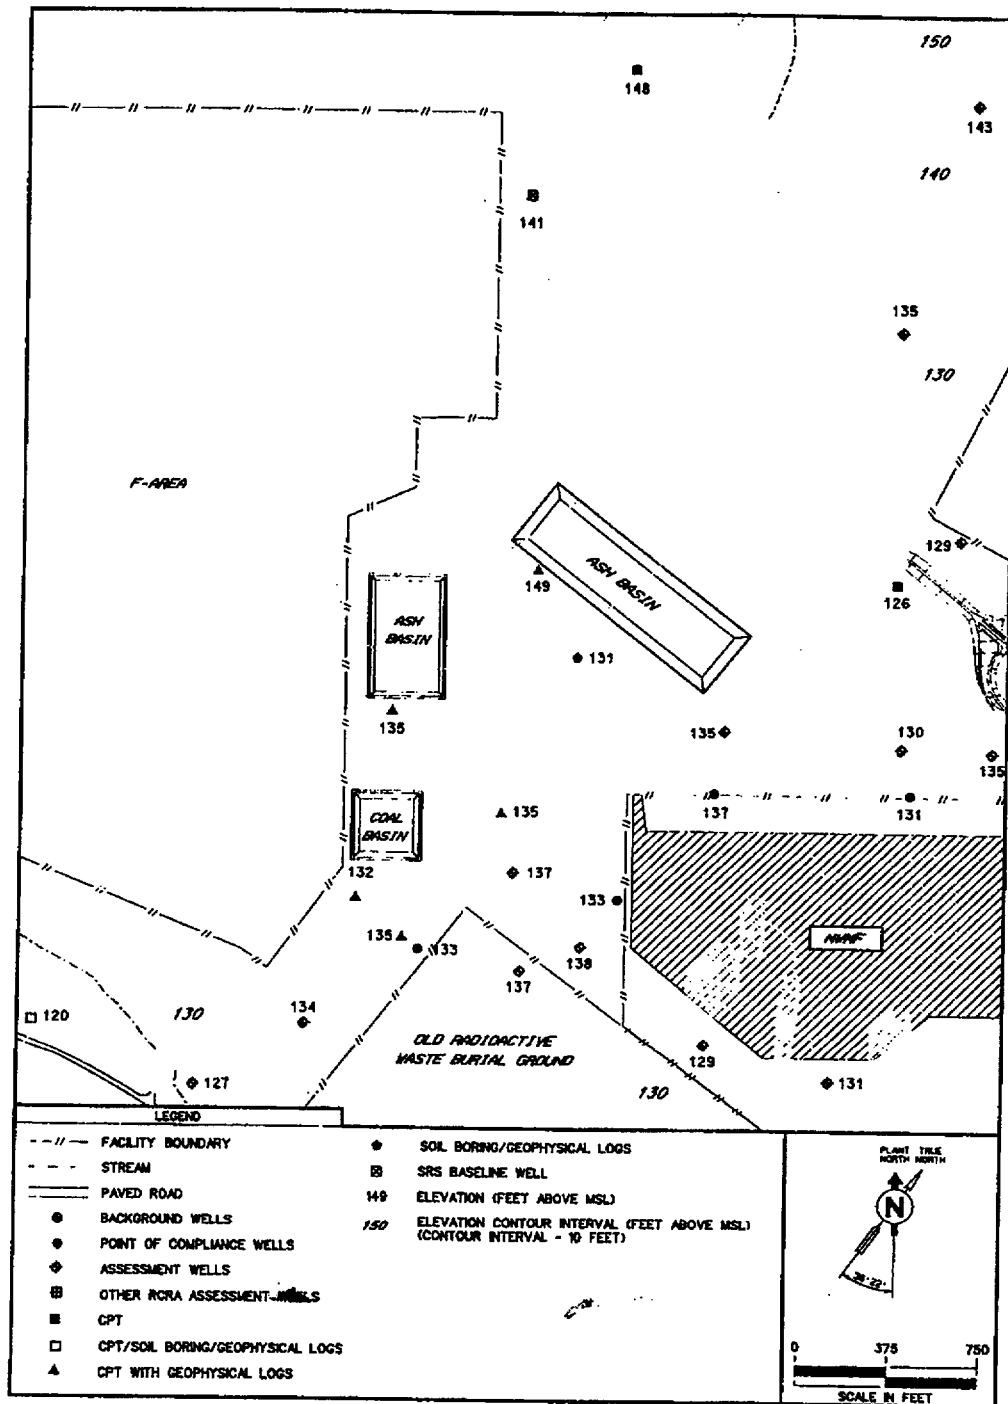 150
148
143
140
141
135
130
F-AREA
129
ASH BASIN
149
126
ASH
BASIN
131
135
135
130
135
137
131
COAL
BASIN
135
132
137
133
135
133
138
137
120
130
134
OLD RADIOACTIVE
WASTE BURIAL GROUND
129
127
130
131
LEGEND
FACILITY BOUNDARY
STREAM
PAVED ROAD
BACKGROUND WELLS
POINT OF COMPLIANCE WELLS
ASSESSMENT WELLS
OTHER RCRA ASSESSMENT WELLS
CPT
CPT/SOIL BORING/GEOPHYSICAL LOGS
CPT WITH GEOPHYSICAL LOGS
SOIL BORING/GEOPHYSICAL LOGS
SRS BASELINE WELL
149 ELEVATION (FEET ABOVE MSL)
150 ELEVATION CONTOUR INTERVAL (FEET ABOVE MSL)
(CONTOUR INTERVAL - 10 FEET)
PLANT TRUE
NORTH NORTH
N
0 375 750
SCALE IN FEET